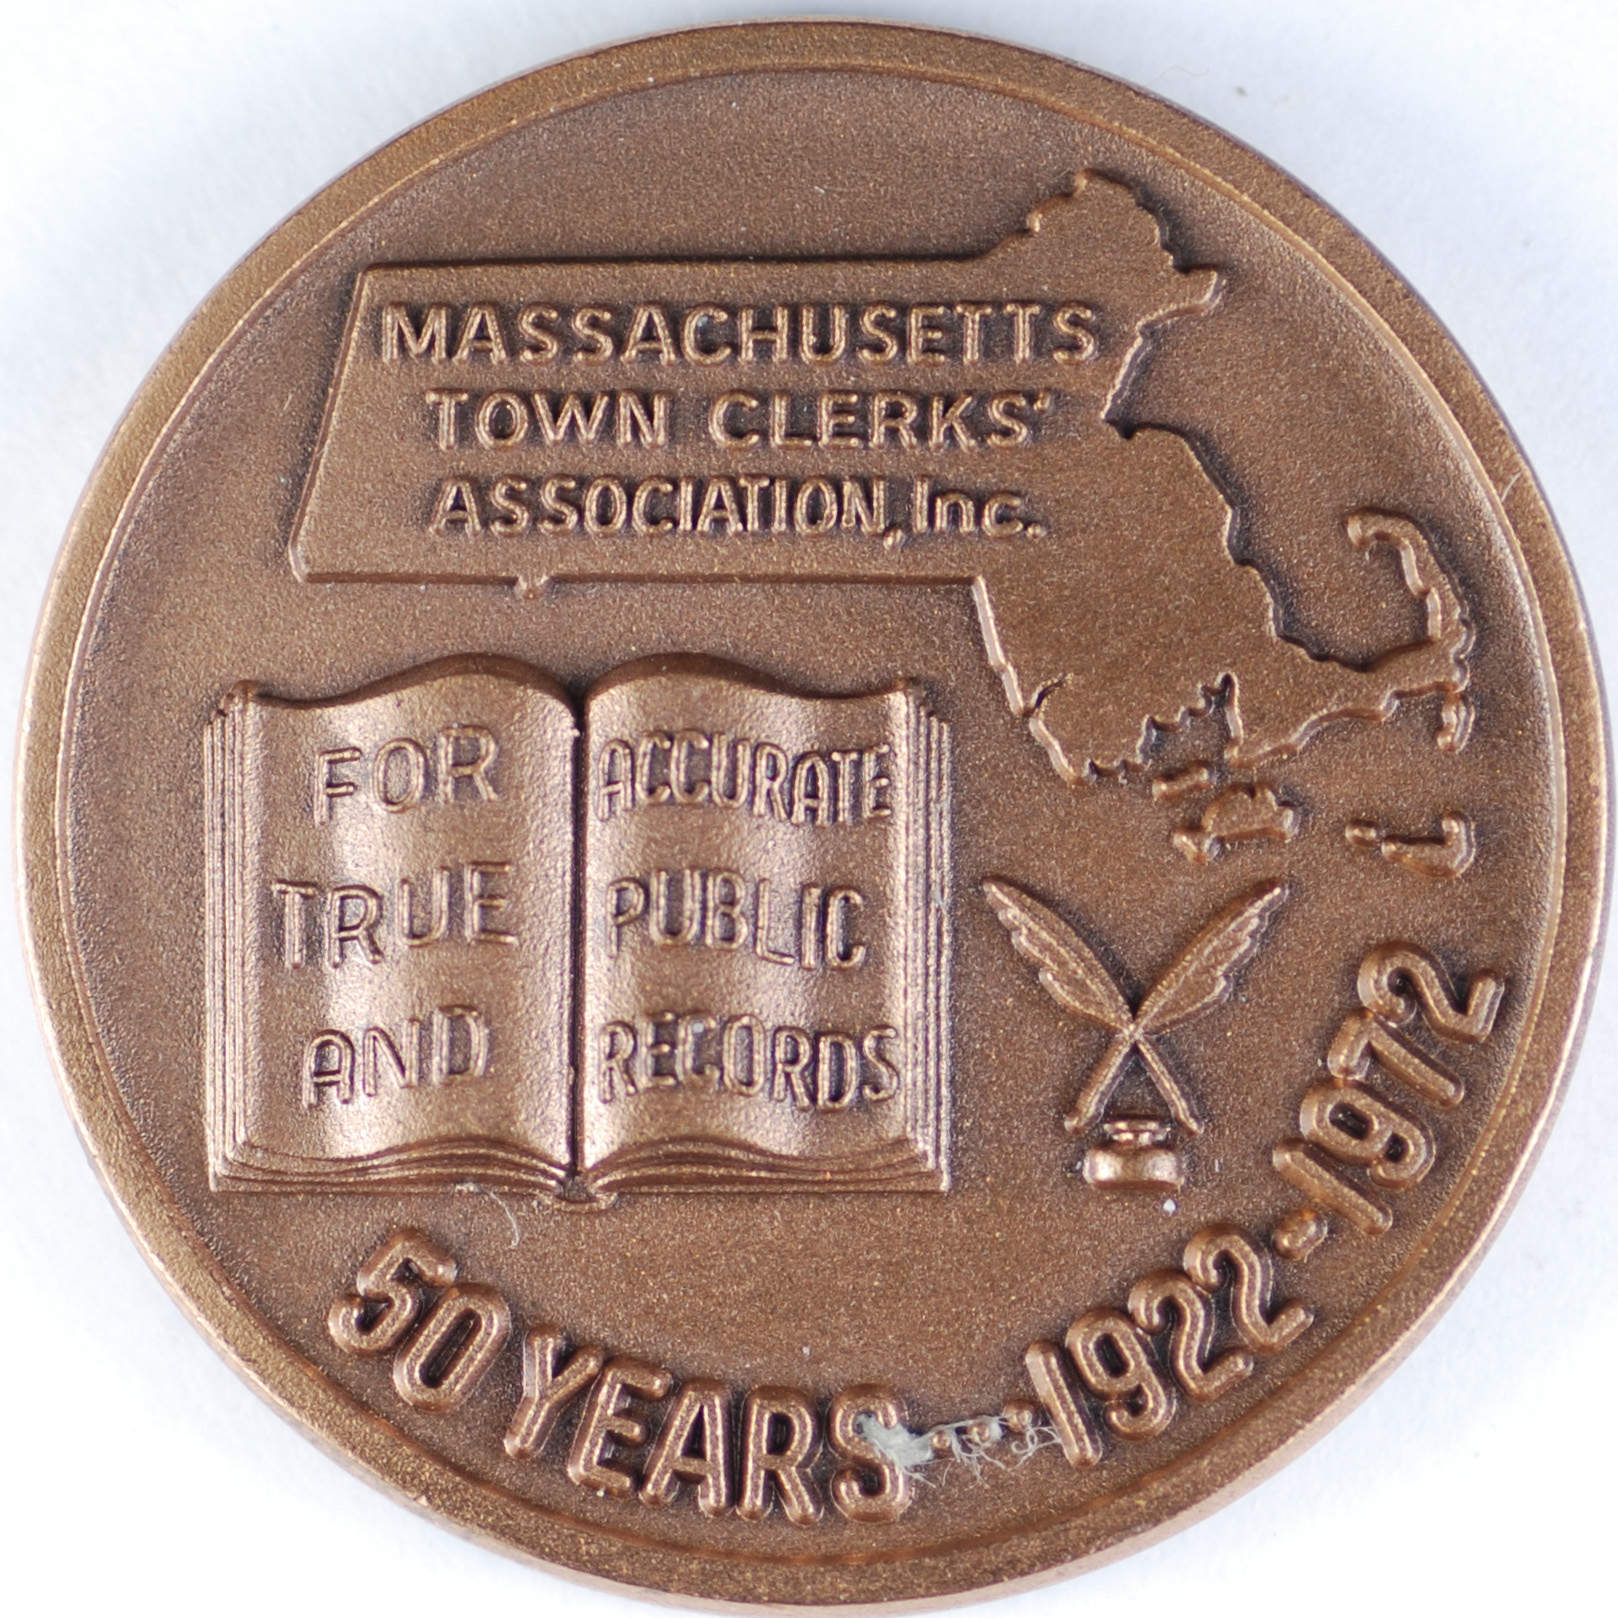 MASSACHUSETTS
TOWN CLERKS'
ASSOCIATION, Inc.
FOR
TRUE
AND
ACCURATE
PUBLIC
RECORDS
50 YEARS...1922-1972